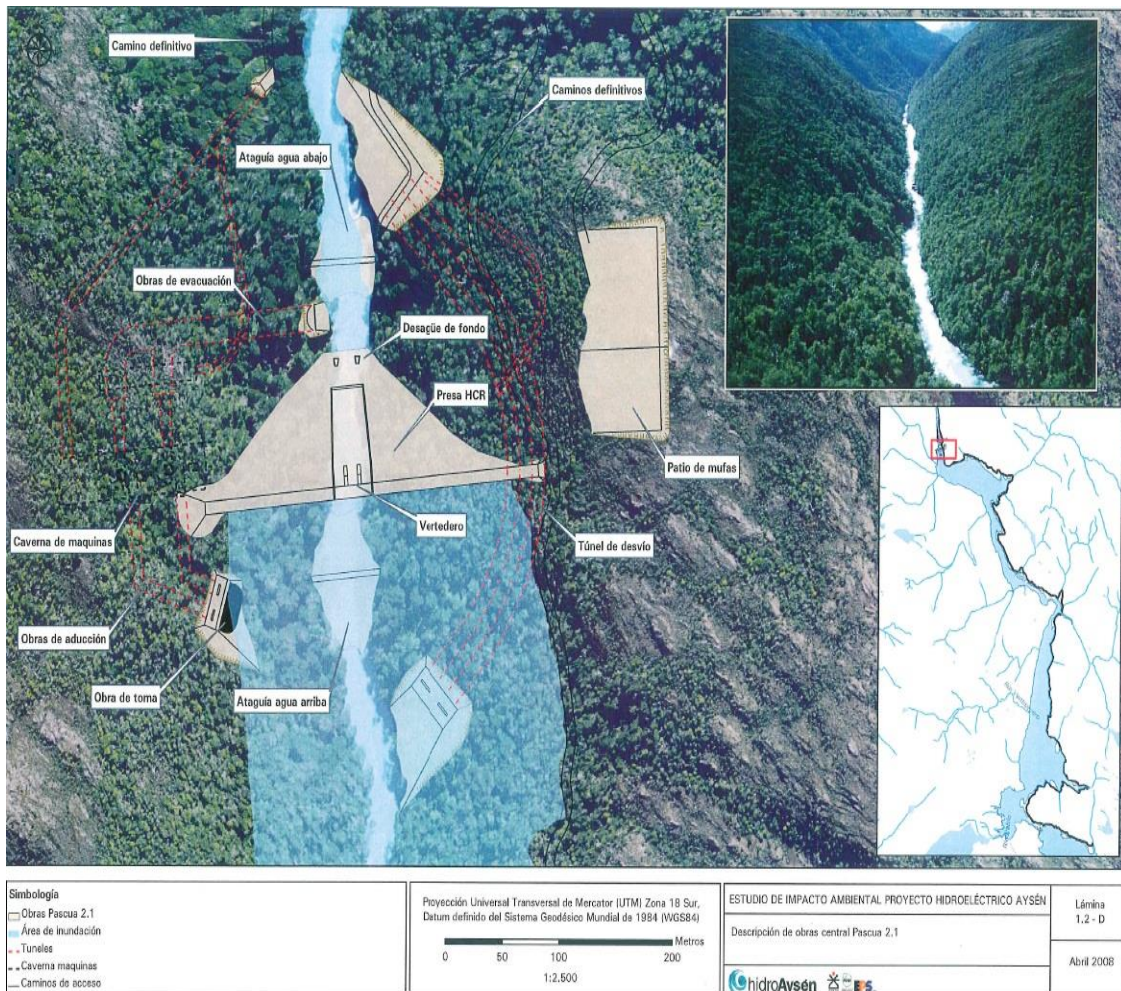 Camino definitivo
Caminos definitivos
Ataguía agua abajo
Obras de evacuación
Desagüe de fondo
Presa HCR
Patio de mufas
Vertedero
Caverna de maquinas
Túnel de desvío
Obras de aducción
Obra de toma
Ataguía agua arriba
Simbología
Obras Pascua 2.1
Área de inundación
Tuneles
Caverna maquinas
Caminos de acceso
Proyección Universal Transversal de Mercator (UTM) Zona 18 Sur,
Datum definido del Sistema Geodésico Mundial de 1984 (WGS84)
Metros
0 50 100 200
1:2.500
ESTUDIO DE IMPACTO AMBIENTAL PROYECTO HIDROELÉCTRICO AYSÉN
Descripción de obras central Pascua 2.1
hidroAysén
Lámina
1.2 - D
Abril 2008